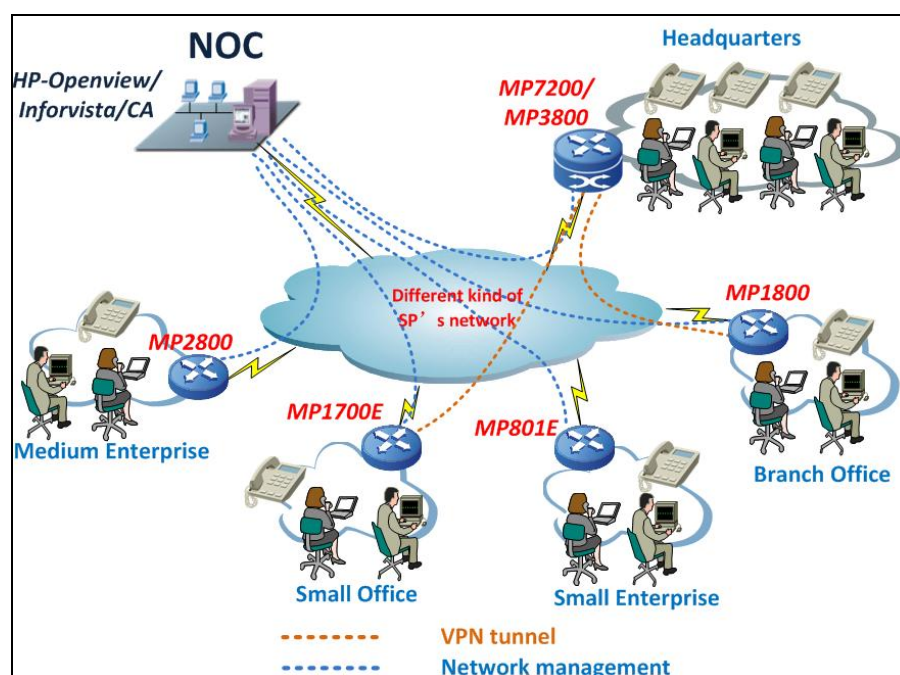 NOC
HP-Openview/
Inforvista/CA
Headquarters
MP7200/
MP3800
Different kind of
SP's network
MP1800
MP2800
MP1700E
MP801E
Medium Enterprise
Branch Office
Small Office
Small Enterprise
VPN tunnel
Network management